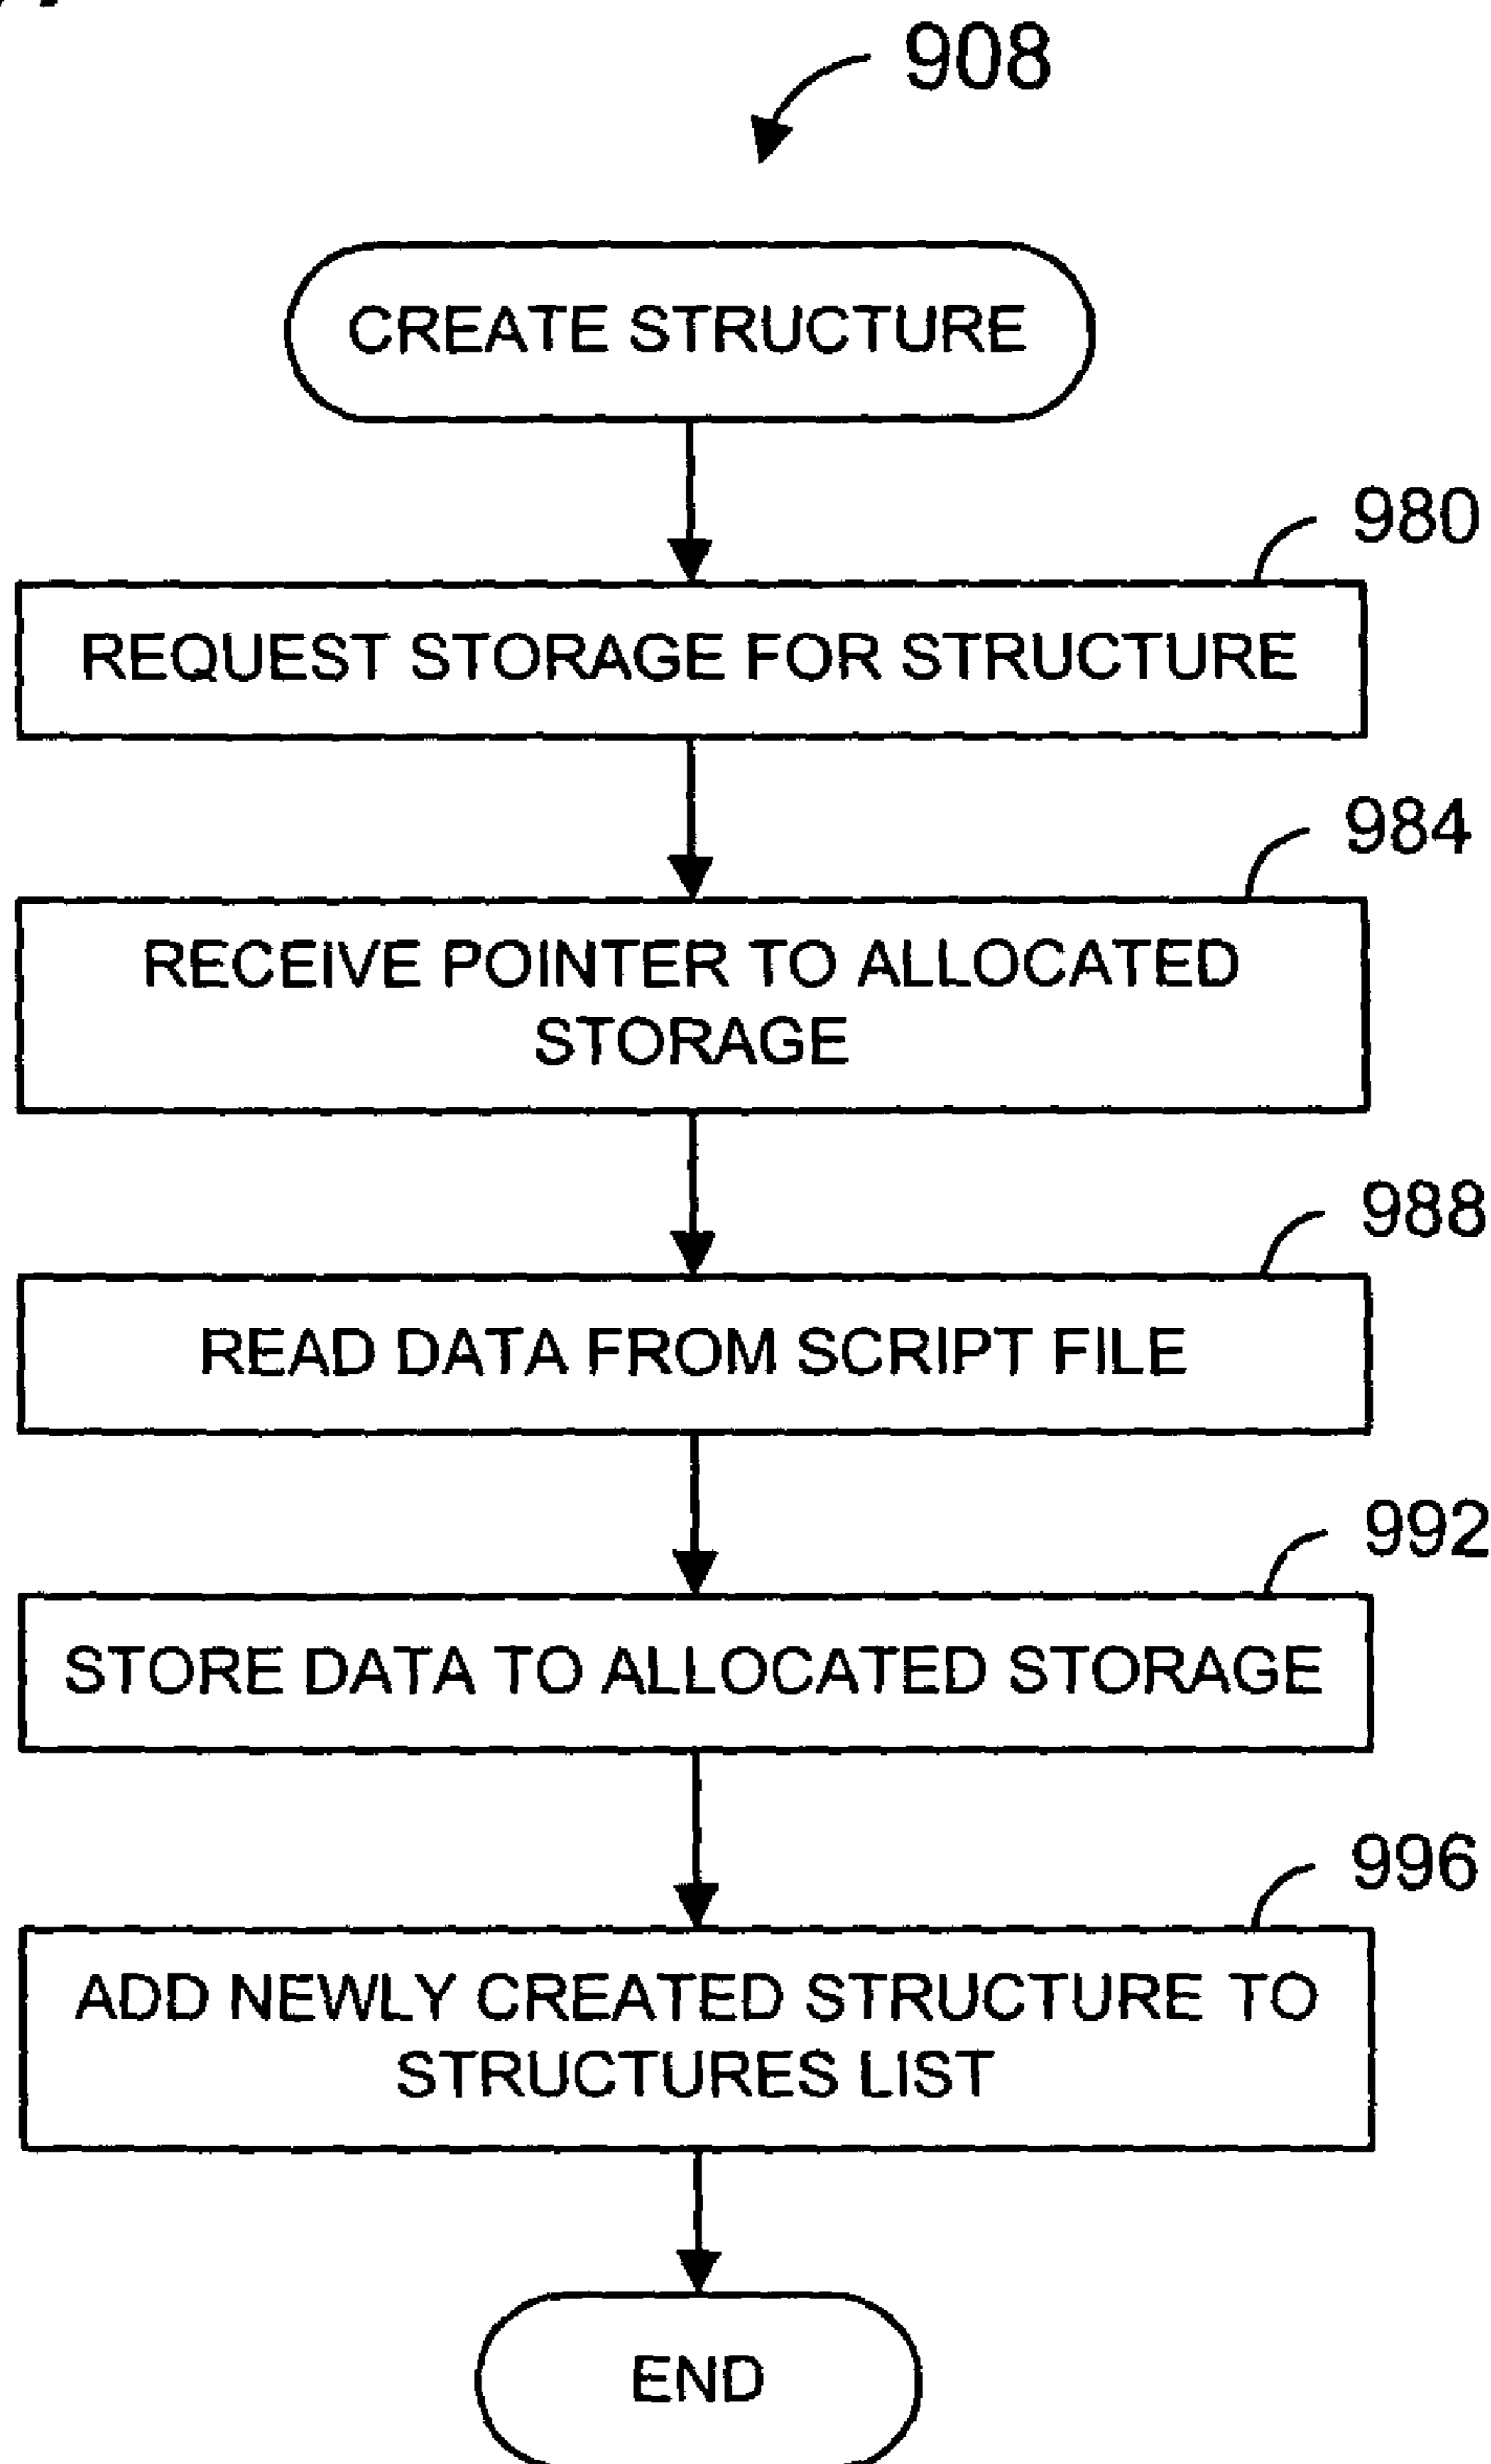 908
CREATE STRUCTURE
980
REQUEST STORAGE FOR STRUCTURE
984
RECEIVE POINTER TO ALLOCATED
STORAGE
988
READ DATA FROM SCRIPT FILE
992
STORE DATA TO ALLOCATED STORAGE
996
ADD NEWLY CREATED STRUCTURE TO
STRUCTURES LIST
END